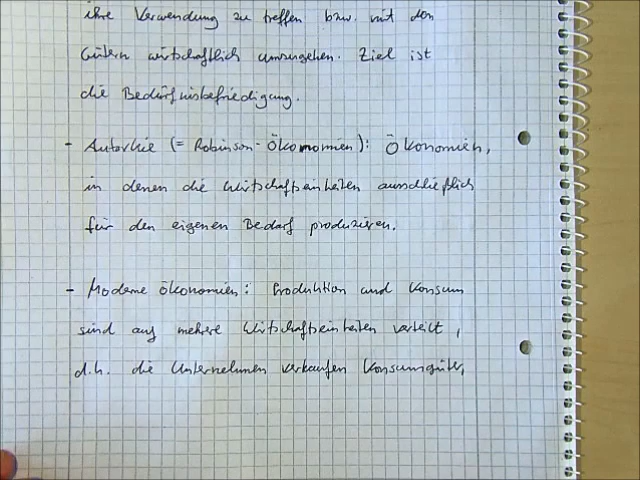 ihre Verwendung zu treffen bzw. mit den
Gütern wirtschaftlich umzugehen. Ziel ist
die Bedürfnisbefriedigung.
- Autarkie (= Robinson-Ökonomien): Ökonomien,
in denen die Wirtschaftseinheiten ausschließlich
für den eigenen Bedarf produzieren.
- Moderne Ökonomien: Produktion und Konsum
sind auf mehrere Wirtschaftseinheiten verteilt,
d.h. die Unternehmen verkaufen Konsumgüter,